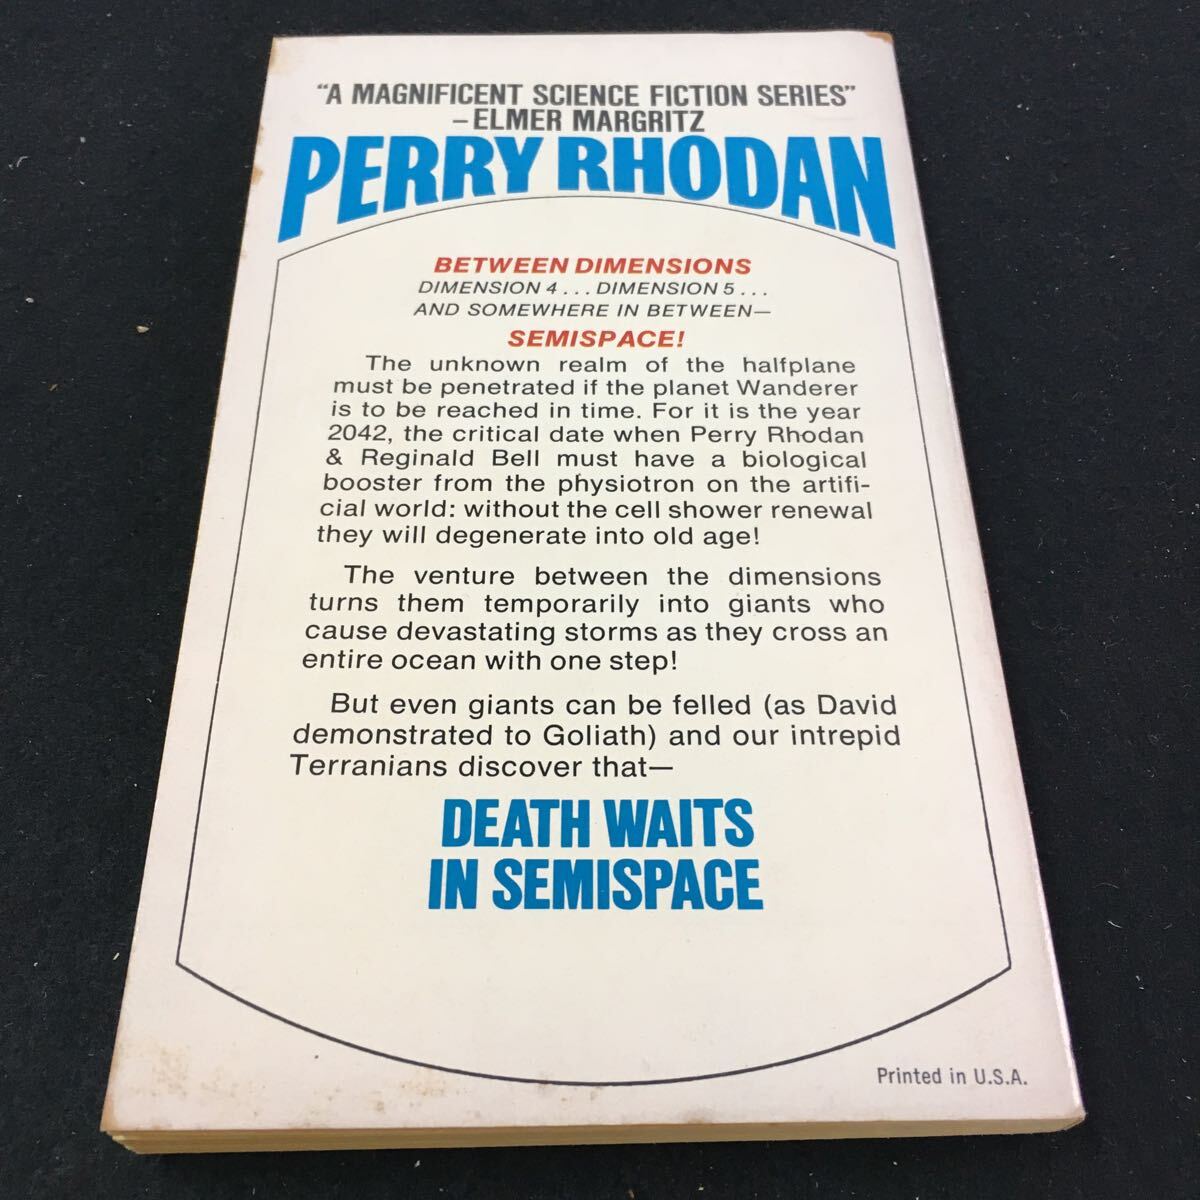 "A MAGNIFICENT SCIENCE FICTION SERIES"
–ELMER MARGRITZ
PERRY RHODAN
BETWEEN DIMENSIONS
DIMENSION 4 . . . DIMENSION 5 . . .
AND SOMEWHERE IN BETWEEN—
SEMISPACE!
The unknown realm of the halfplane
must be penetrated if the planet Wanderer
is to be reached in time. For it is the year
2042, the critical date when Perry Rhodan
& Reginald Bell must have a biological
booster from the physiotron on the artifi-
cial world: without the cell shower renewal
they will degenerate into old age!
The venture between the dimensions
turns them temporarily into giants who
cause devastating storms as they cross an
entire ocean with one step!
But even giants can be felled (as David
demonstrated to Goliath) and our intrepid
Terranians discover that—
DEATH WAITS
IN SEMISPACE
Printed in U.S.A.